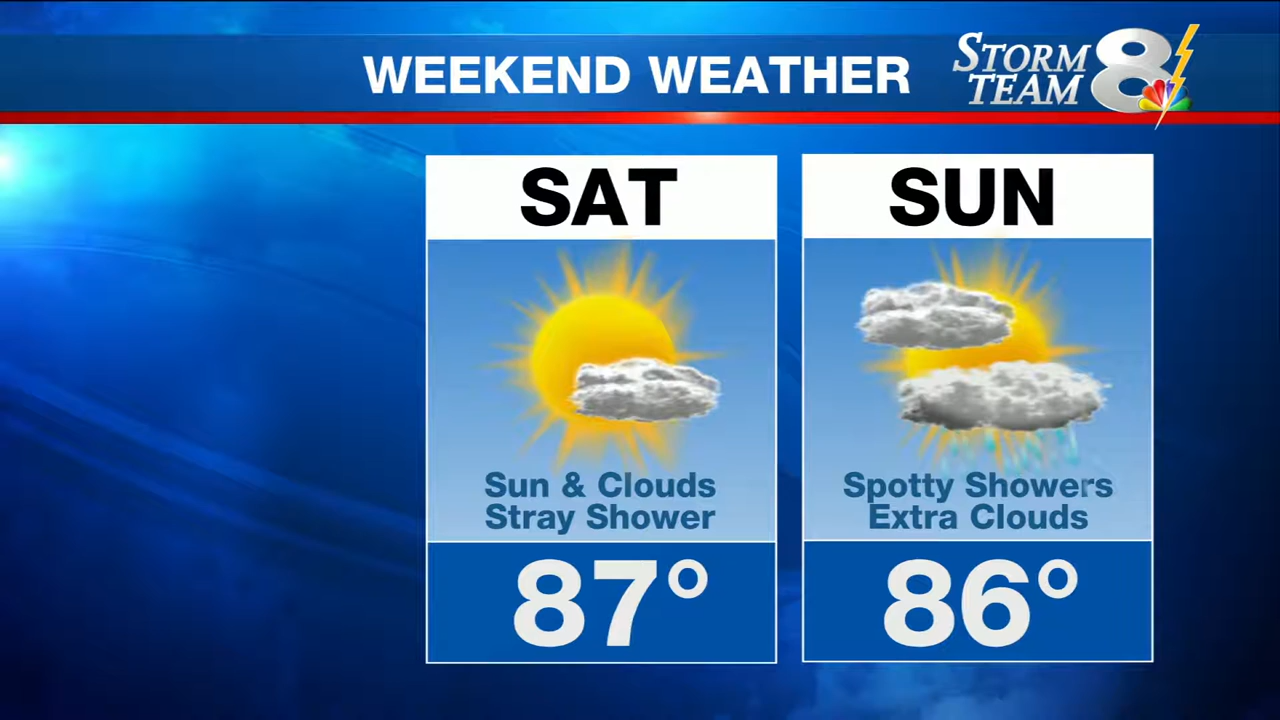 WEEKEND WEATHER
STORM
TEAM 8
SAT
Sun & Clouds
Stray Shower
87°
SUN
Spotty Showers
Extra Clouds
86°